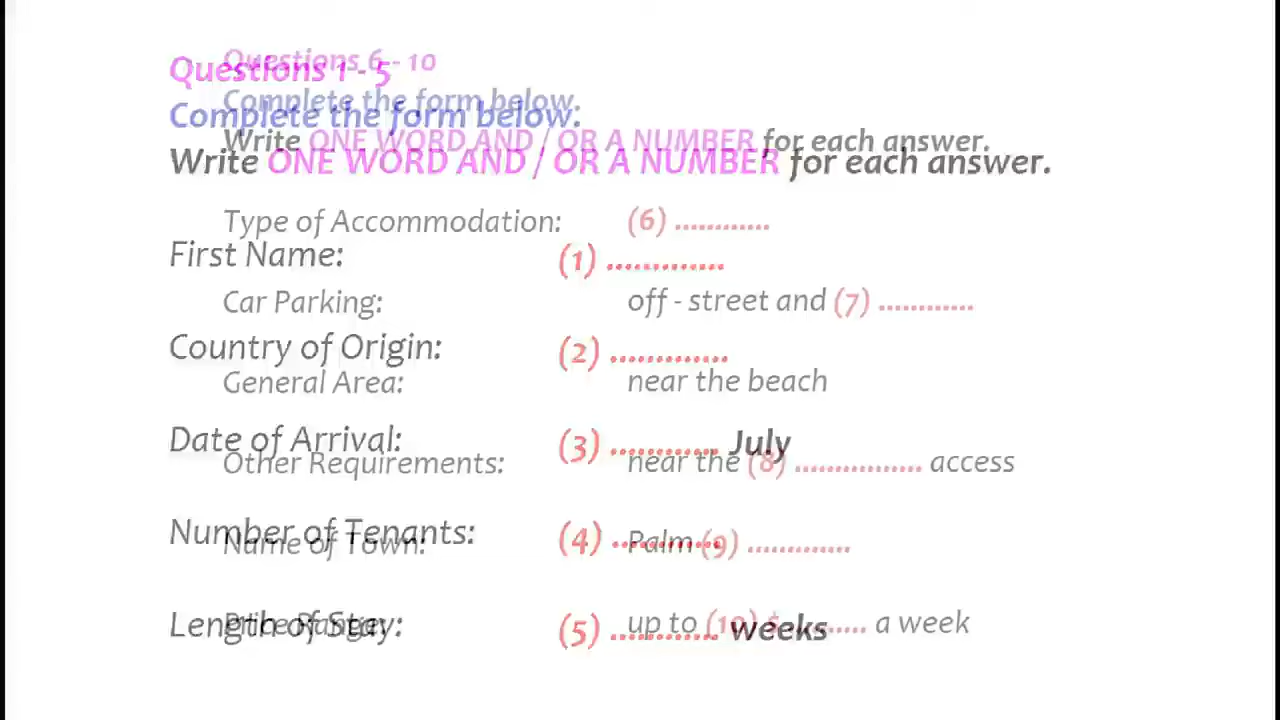 Questions 1 - 5
Complete the form below.
Write ONE WORD AND / OR A NUMBER for each answer.
First Name: (1) .............
Country of Origin: (2) .............
Date of Arrival: (3) ............ July
Number of Tenants: (4) ............
Length of Stay: (5) ............ weeks
Questions 6 - 10
Complete the form below.
Write ONE WORD AND / OR A NUMBER for each answer.
Type of Accommodation: (6) ............
Car Parking: off - street and (7) ............
General Area: near the beach
Other Requirements: near the (8) ................ access
Name of Town: Palm (9) .............
Price Range: up to (10) $ ........... a week